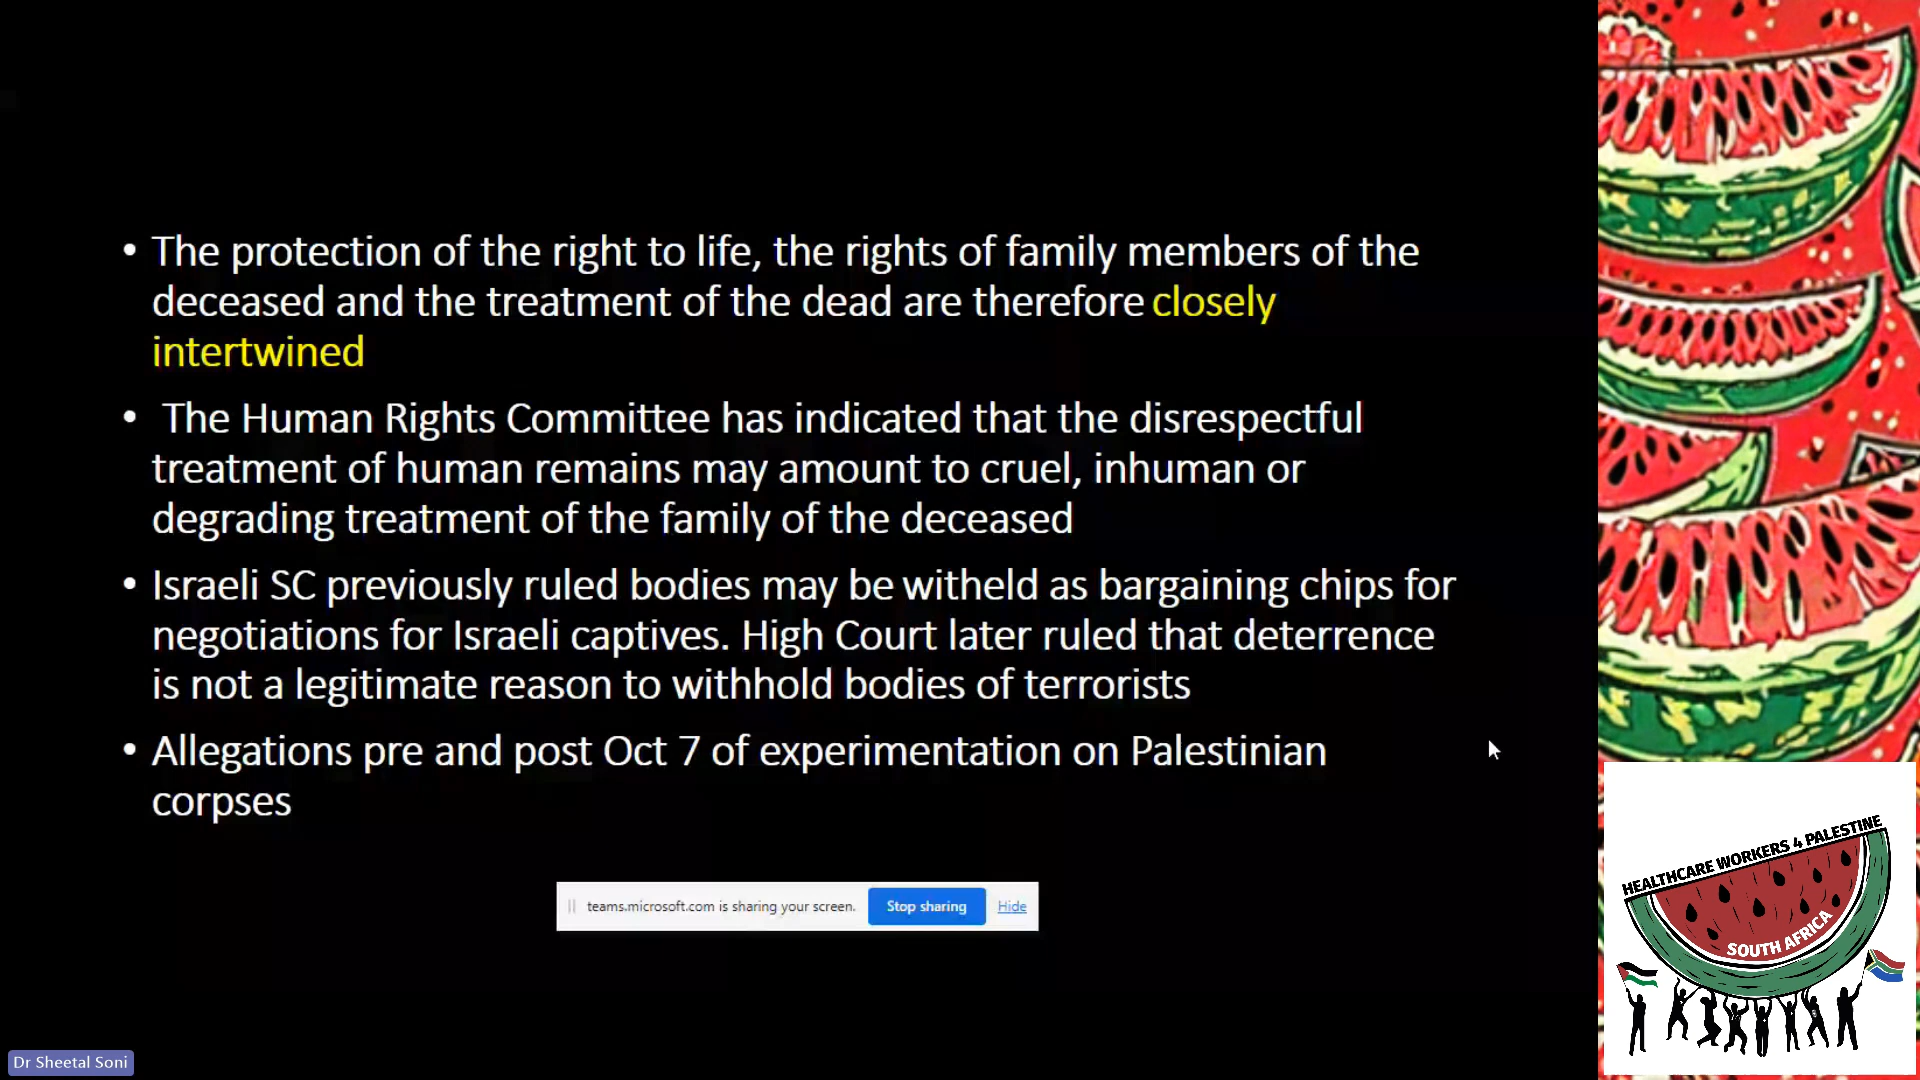 • The protection of the right to life, the rights of family members of the
deceased and the treatment of the dead are therefore closely
intertwined
• The Human Rights Committee has indicated that the disrespectful
treatment of human remains may amount to cruel, inhuman or
degrading treatment of the family of the deceased
• Israeli SC previously ruled bodies may be witheld as bargaining chips for
negotiations for Israeli captives. High Court later ruled that deterrence
is not a legitimate reason to withhold bodies of terrorists
• Allegations pre and post Oct 7 of experimentation on Palestinian
corpses
teams.microsoft.com is sharing your screen. Stop sharing Hide
HEALTHCARE WORKERS 4 PALESTINE
SOUTH AFRICA
Dr Sheetal Soni